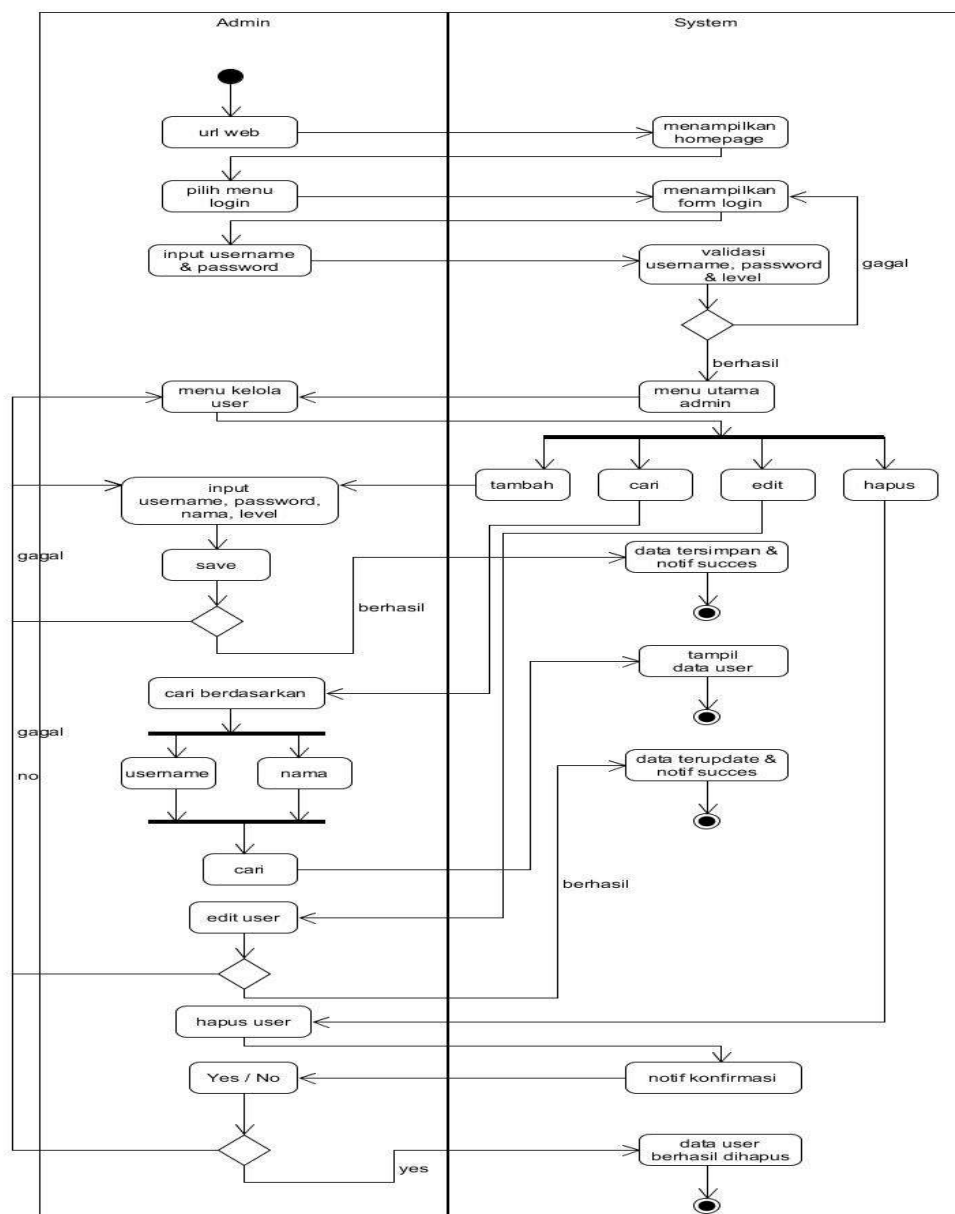 Admin
System
url web
menampilkan
homepage
pilih menu
login
menampilkan
form login
input username
& password
validasi
username, password
& level
gagal
berhasil
menu kelola
user
menu utama
admin
tambah
cari
edit
hapus
input
username, password,
nama, level
gagal
save
data tersimpan &
notif succes
berhasil
tampil
data user
cari berdasarkan
gagal
no
username
nama
data terupdate &
notif succes
cari
berhasil
edit user
hapus user
Yes / No
notif konfirmasi
data user
berhasil dihapus
yes